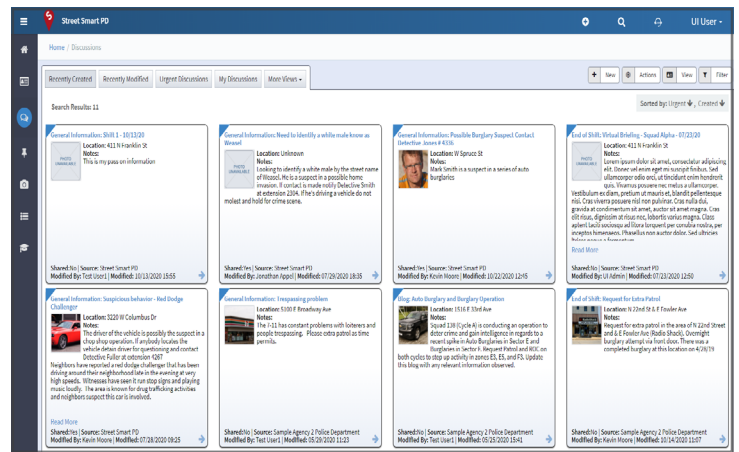 Street Smart PD
UI User
Home / Discussions
Recently Created
Recently Modified
Urgent Discussions
My Discussions
More Views
New
Actions
View
Filter
Search Results: 11
Sorted by: Urgent , Created
General Information: Shift 1 - 10/13/20
PHOTO
UNAVAILABLE
Location: 411 N Franklin St
Notes:
This is my pass on information
Shared:No | Source: Street Smart PD
Modified By: Test User1 | Modified: 10/13/2020 15:55
General Information: Need to identify a white male know as
Weasel
PHOTO
UNAVAILABLE
Location: Unknown
Notes:
Looking to identify a white male by the street name
of Weasel. He is a suspect in a possible home
invasion. If contact is made notify Detective Smith
at extension 2034. If he's driving a vehicle do not
molest and hold for crime scene.
Shared:Yes | Source: Street Smart PD
Modified By: Jonathan Appel | Modified: 07/29/2020 18:35
General Information: Possible Burglary Suspect Contact
Detective Jones # 4336
Location: W Spruce St
Notes:
Mark Smith is a suspect in a series of auto
burglaries
Shared:Yes | Source: Street Smart PD
Modified By: Kevin Moore | Modified: 10/22/2020 12:45
End of Shift: Virtual Briefing - Squad Alpha - 07/23/20
PHOTO
UNAVAILABLE
Location: 411 N Franklin St
Notes:
Lorem ipsum dolor sit amet, consectetur adipiscing
elit. Donec vel enim eget mi suscipit finibus. Sed
ullamcorper odio orci, ut tincidunt enim hendrerit
quis. Vivamus posuere nec metus a ullamcorper.
Vestibulum ex diam, pretium ut mauris et, blandit pellentesque
nisi. Cras viverra posuere nisl non pulvinar. Cras nulla dui,
gravida at condimentum sit amet, auctor sit amet magna. Cras
elit risus, dignissim at risus nec, lobortis varius magna. Class
aptent taciti sociosqu ad litora torquent per conubia nostra, per
inceptos himenaeos. Phasellus non auctor dolor. Sed ultricies
Read More
Shared:No | Source: Street Smart PD
Modified By: UI Admin | Modified: 07/23/2020 12:50
General Information: Suspicious behavior - Red Dodge
Challenger
Location: 3220 W Columbus Dr
Notes:
The driver of the vehicle is possibly the suspect in a
chop shop operation. If anybody locates the
vehicle detain driver for questioning and contact
Detective Fuller at extension 4267
Neighbors have reported a red dodge challenger that has been
driving around their neighborhood late in the evening at very
high speeds. Witnesses have seen it run stop signs and playing
music loudly. The area is known for drug trafficking activities
and neighbors suspect this car is involved.
Read More
Shared:Yes | Source: Street Smart PD
Modified By: Kevin Moore | Modified: 07/28/2020 09:25
General Information: Trespassing problem
Location: 5100 E Broadway Ave
Notes:
The 7-11 has constant problems with loiterers and
people trespassing. Please extra patrol as time
permits.
Shared:No | Source: Sample Agency 2 Police Department
Modified By: Test User1 | Modified: 05/29/2020 11:23
Blog: Auto Burglary and Burglary Operation
Location: 1516 E 33rd Ave
Notes:
Squad 138 (Cycle A) is conducting an operation to
deter crime and gain intelligence in regards to a
recent spike in Auto Burglaries in Sector E and
Burglaries in Sector F. Request Patrol and ROC on
both cycles to step up activity in zones E3, E5, and F3. Update
this blog with any relevant information observed.
Shared:No | Source: Sample Agency 2 Police Department
Modified By: Test User1 | Modified: 05/25/2020 15:41
End of Shift: Request for Extra Patrol
Location: N 22nd St & E Fowler Ave
Notes:
Request for extra patrol in the area of N 22nd Street
and & E Fowler Ave (Radio Shack). Overnight
burglary attempt via front door. There was a
completed burglary at this location on 4/28/19
Shared:No | Source: Sample Agency 2 Police Department
Modified By: Kevin Moore | Modified: 10/14/2020 11:07